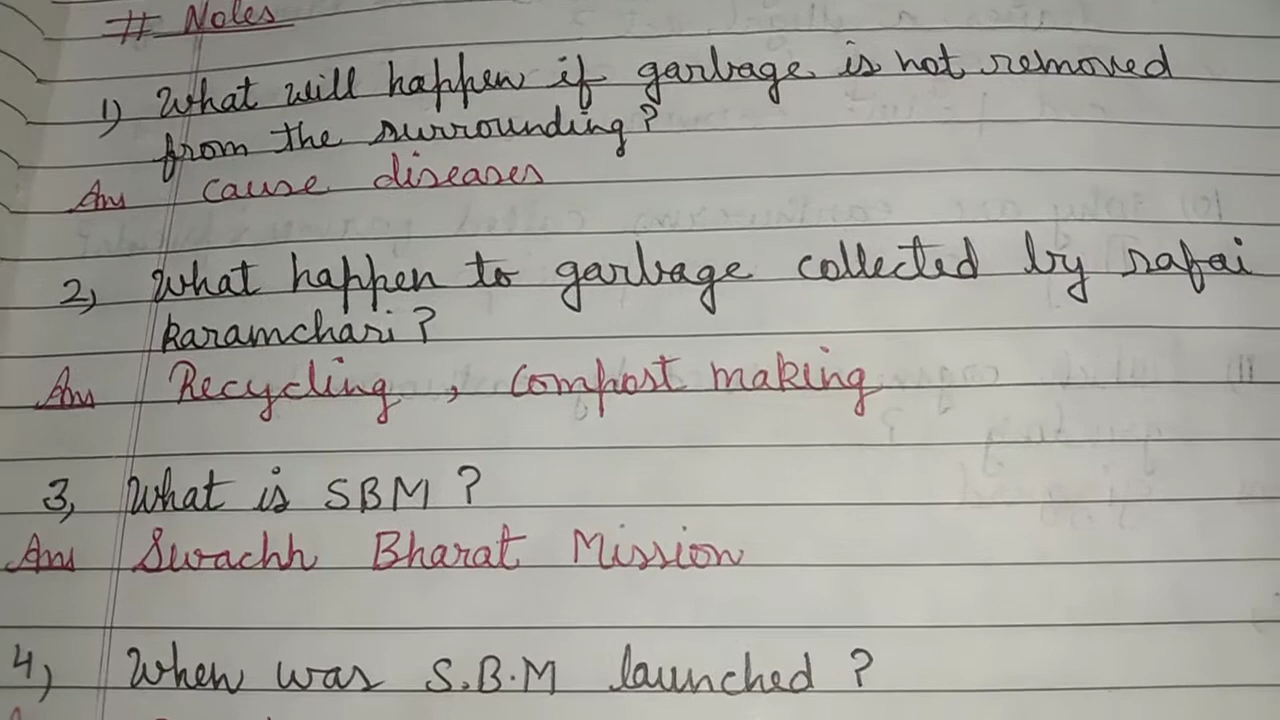 # Notes
1) What will happen if garbage is not removed
from the surrounding?
Ans cause diseases
2, What happen to garbage collected by safai
karamchari?
Ans Recycling, Compost making
3, What is SBM?
Ans Swachh Bharat Mission
4) When was S.B.M launched?